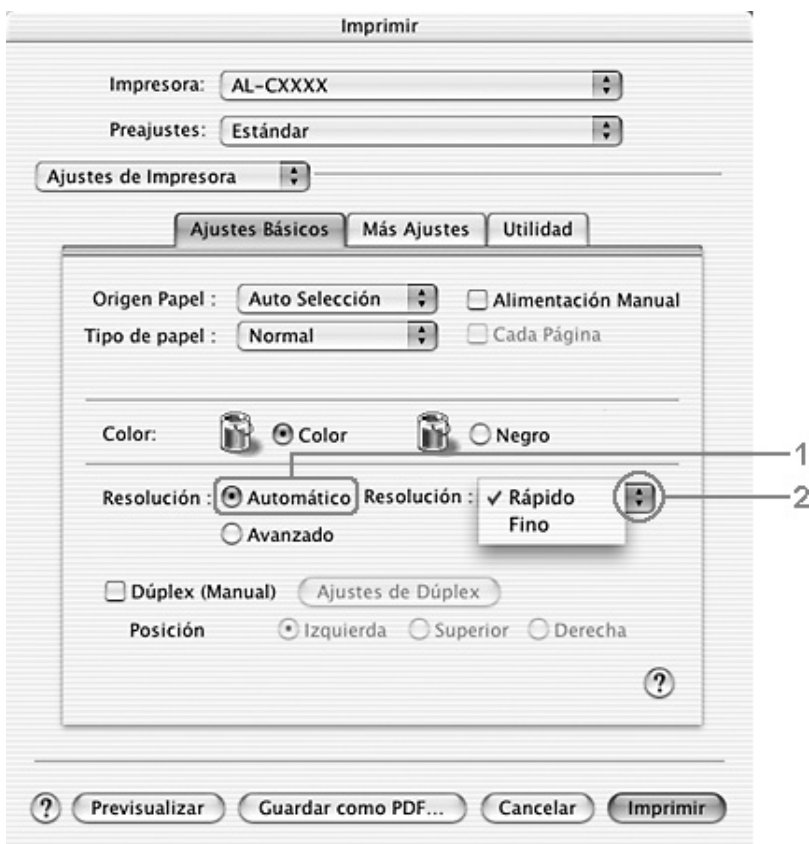 Imprimir
Impresora: AL-CXXXX
Preajustes: Estándar
Ajustes de Impresora
Ajustes Básicos Más Ajustes Utilidad
Origen Papel : Auto Selección Alimentación Manual
Tipo de papel : Normal Cada Página
Color: Color Negro
1
Resolución : Automático Resolución : ✓ Rápido 2
Avanzado Fino
Dúplex (Manual) Ajustes de Dúplex
Posición Izquierda Superior Derecha
?
? Previsualizar Guardar como PDF... Cancelar Imprimir